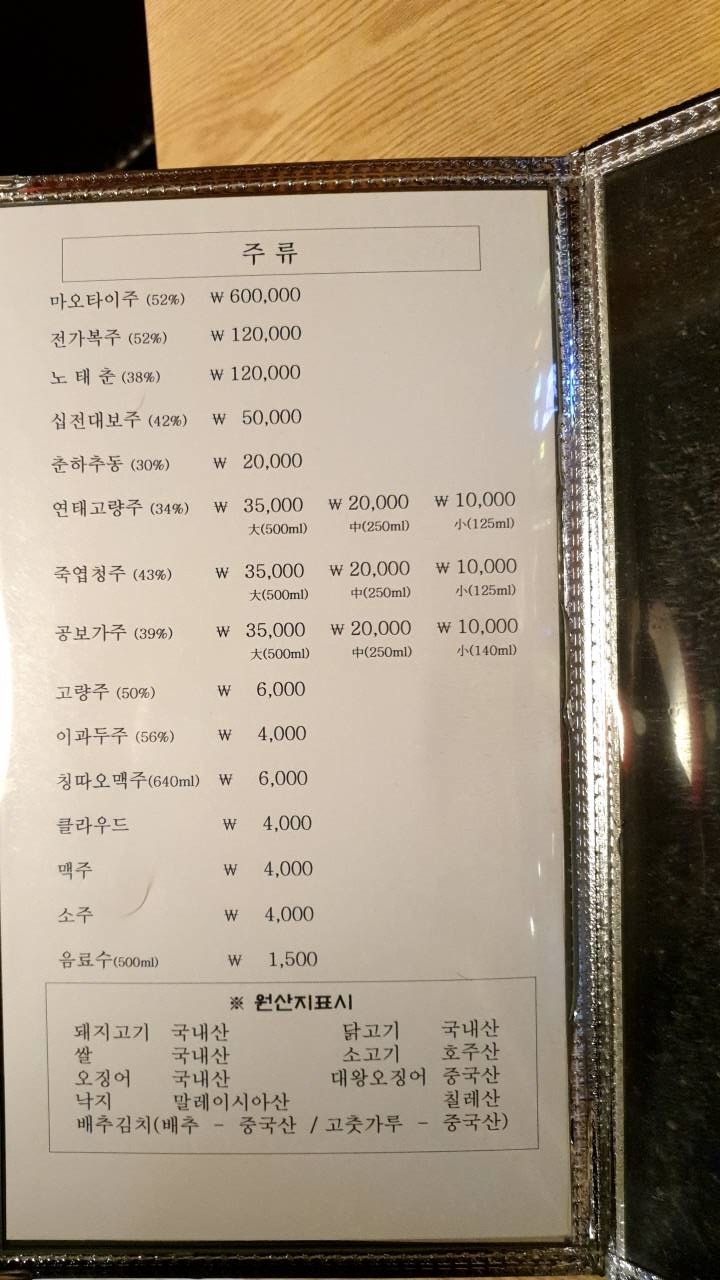 주 류
마오타이주 (52%) ₩ 600,000
전가복주 (52%) ₩ 120,000
노 태 춘 (38%) ₩ 120,000
십전대보주 (42%) ₩ 50,000
춘하추동 (30%) ₩ 20,000
연태고량주 (34%) ₩ 35,000 ₩ 20,000 ₩ 10,000
大(500ml) 中(250ml) 小(125ml)
죽엽청주 (43%) ₩ 35,000 ₩ 20,000 ₩ 10,000
大(500ml) 中(250ml) 小(125ml)
공보가주 (39%) ₩ 35,000 ₩ 20,000 ₩ 10,000
大(500ml) 中(250ml) 小(140ml)
고량주 (50%) ₩ 6,000
이과두주 (56%) ₩ 4,000
칭따오맥주(640ml) ₩ 6,000
클라우드 ₩ 4,000
맥주 ₩ 4,000
소주 ₩ 4,000
음료수(500ml) ₩ 1,500
※ 원산지표시
돼지고기 국내산 닭고기 국내산
쌀 국내산 소고기 호주산
오징어 국내산 대왕오징어 중국산
낙지 말레이시아산 칠레산
배추김치(배추 - 중국산 / 고춧가루 - 중국산)